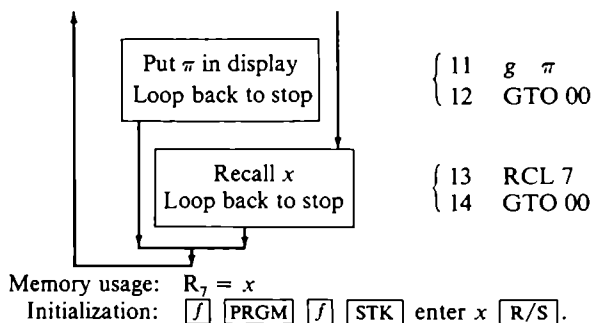 Put π in display
Loop back to stop
{ 11 g π
12 GTO 00
Recall x
Loop back to stop
{ 13 RCL 7
14 GTO 00
Memory usage: R₇ = x
Initialization: f PRGM f STK enter x R/S.